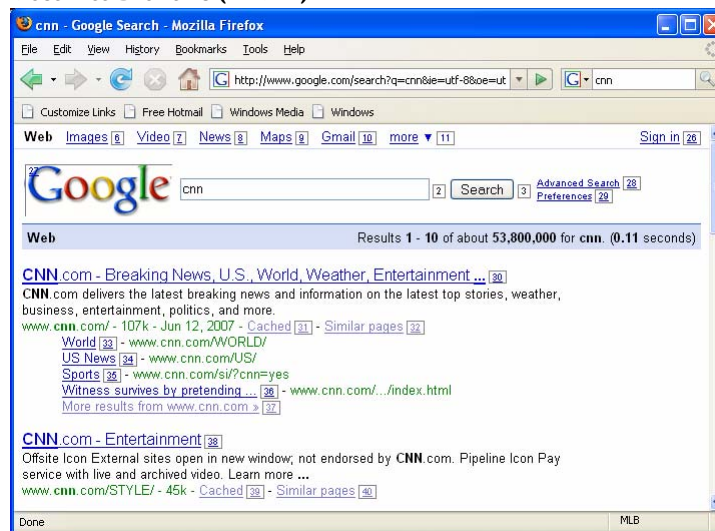 cnn - Google Search - Mozilla Firefox
File Edit View History Bookmarks Tools Help
http://www.google.com/search?q=cnn&ie=utf-8&oe=ut G cnn
Customize Links Free Hotmail Windows Media Windows
Web Images 6 Video 7 News 8 Maps 9 Gmail 10 more ▼ 11 Sign in 26
27
Google cnn 2 Search 3 Advanced Search 28
Preferences 29
Web Results 1 - 10 of about 53,800,000 for cnn. (0.11 seconds)
CNN.com - Breaking News, U.S., World, Weather, Entertainment ... 30
CNN.com delivers the latest breaking news and information on the latest top stories, weather,
business, entertainment, politics, and more.
www.cnn.com/ - 107k - Jun 12, 2007 - Cached 31 - Similar pages 32
World 33 - www.cnn.com/WORLD/
US News 34 - www.cnn.com/US/
Sports 35 - www.cnn.com/si/?cnn=yes
Witness survives by pretending ... 36 - www.cnn.com/.../index.html
More results from www.cnn.com » 37
CNN.com - Entertainment 38
Offsite Icon External sites open in new window; not endorsed by CNN.com. Pipeline Icon Pay
service with live and archived video. Learn more ...
www.cnn.com/STYLE/ - 45k - Cached 39 - Similar pages 40
Done MLB